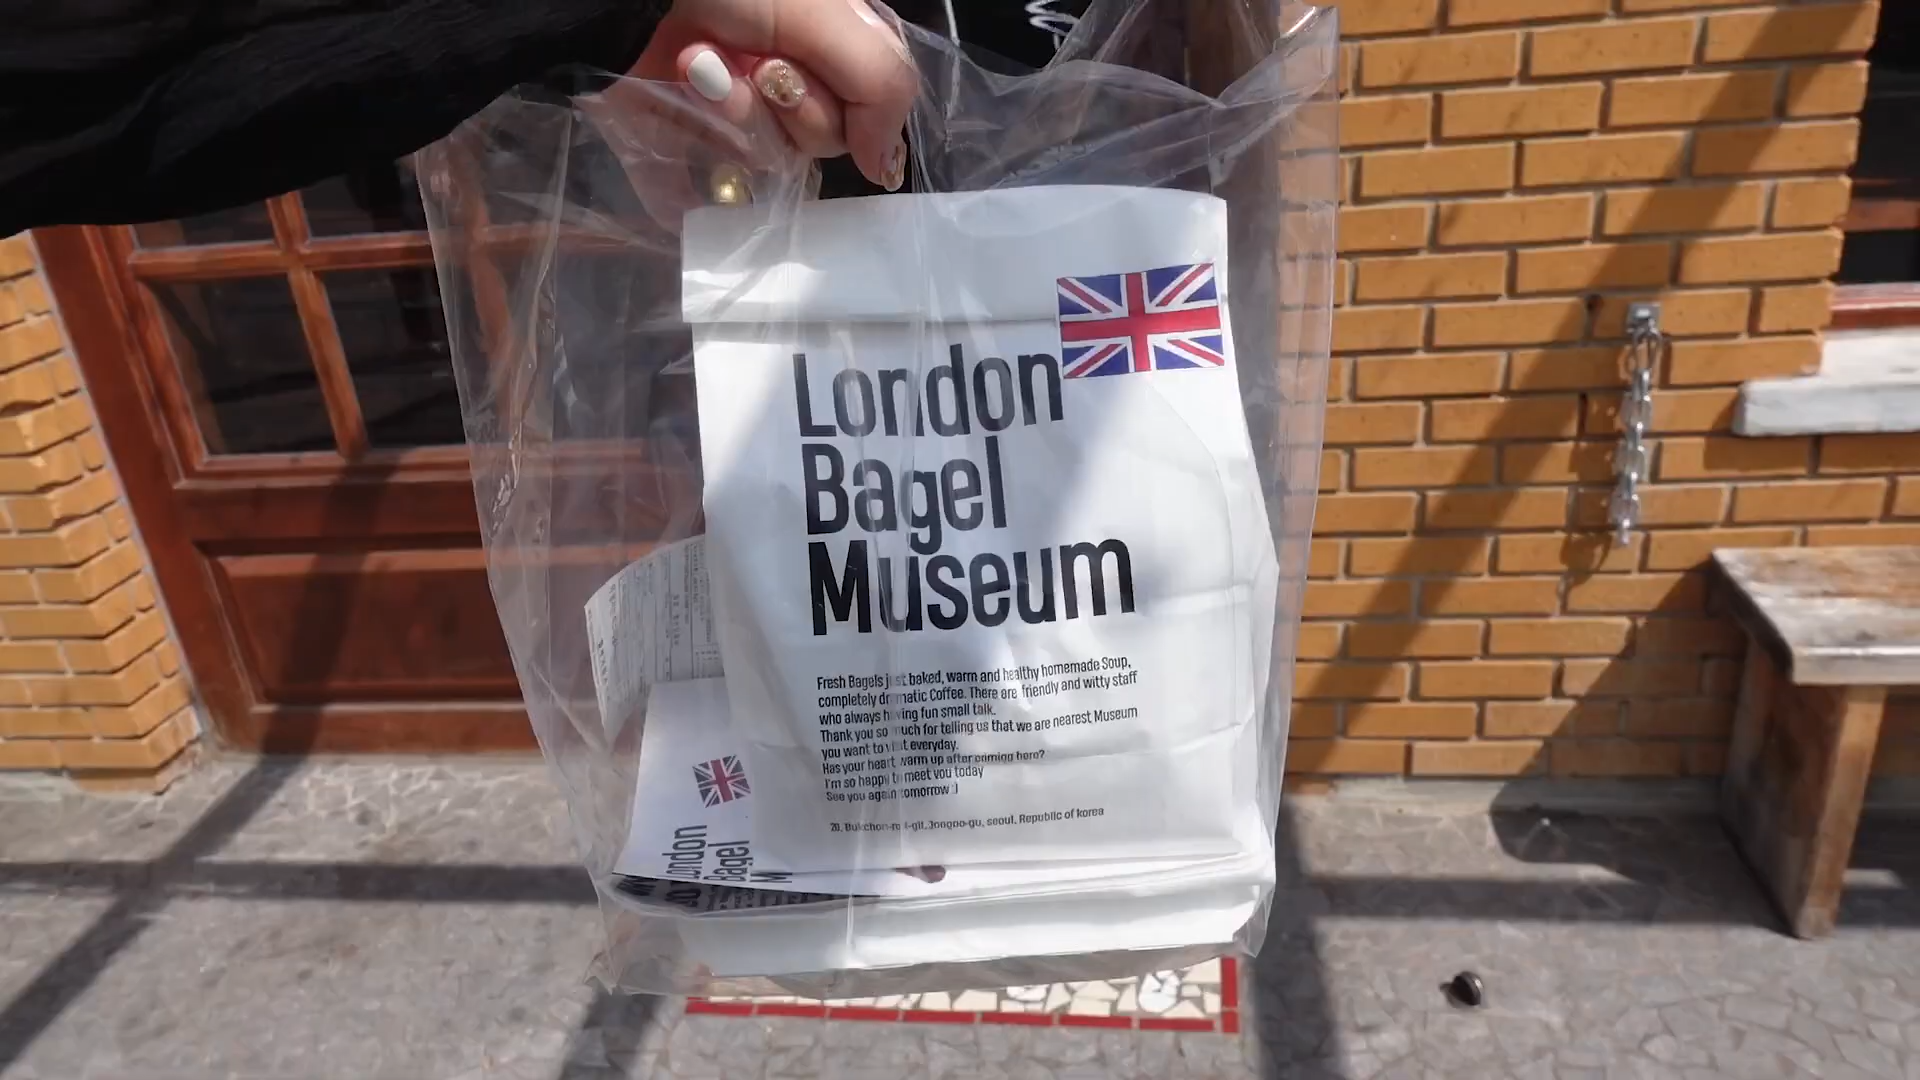 London
Bagel
Museum
Fresh Bagels just baked, warm and healthy homemade Soup,
completely dramatic Coffee. There are friendly and witty staff
who always having fun small talk.
Thank you so much for telling us that we are nearest Museum
you want to visit everyday.
Has your heart warm up after coming here?
I'm so happy to meet you today
See you again tomorrow :)
20, Bukchon-ro 4-gil, Jongno-gu, seoul, Republic of korea
London
Bagel
M